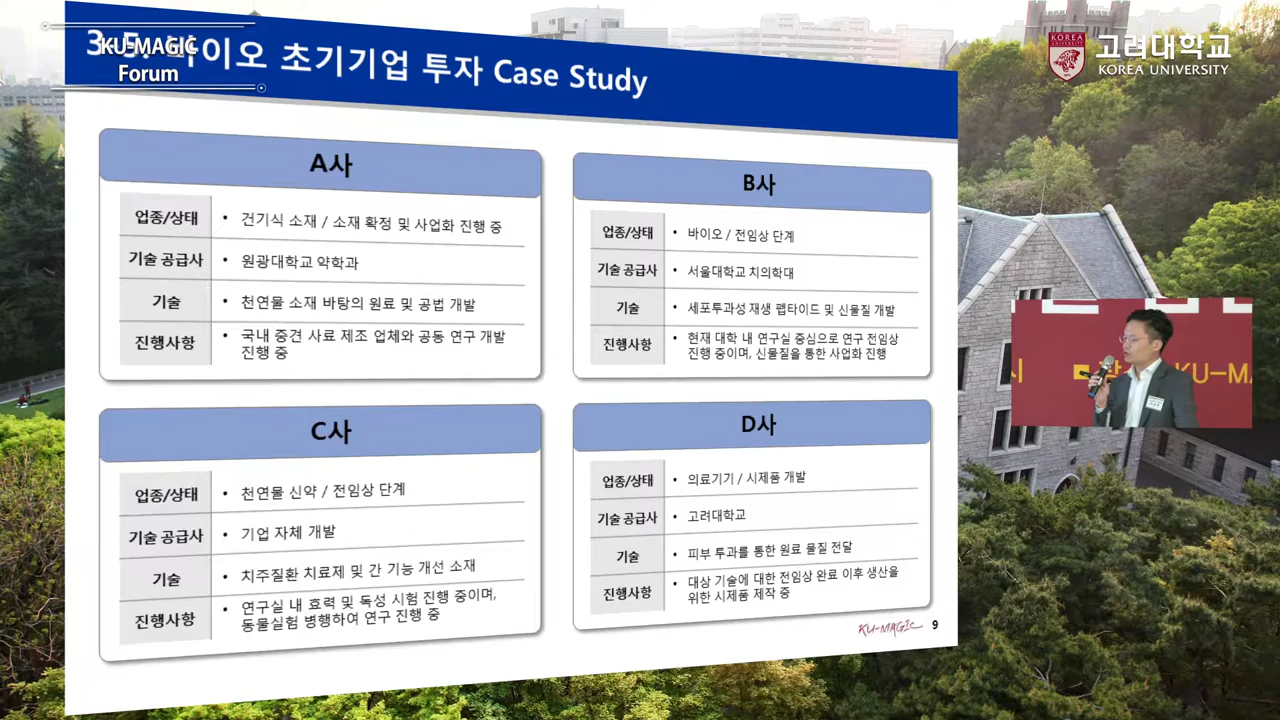 KU-MAGIC
Forum
바이오 초기기업 투자 Case Study
고려대학교
KOREA UNIVERSITY
KOREA
A사
업종/상태
• 건기식 소재 / 소재 확정 및 사업화 진행 중
기술 공급사
• 원광대학교 약학과
기술
• 천연물 소재 바탕의 원료 및 공법 개발
진행사항
• 국내 중견 사료 제조 업체와 공동 연구 개발
진행 중
B사
업종/상태
• 바이오 / 전임상 단계
기술 공급사
• 서울대학교 치의학대
기술
• 세포투과성 재생 펩타이드 및 신물질 개발
진행사항
• 현재 대학 내 연구실 중심으로 연구 전임상
진행 중이며, 신물질을 통한 사업화 진행
C사
업종/상태
• 천연물 신약 / 전임상 단계
기술 공급사
• 기업 자체 개발
기술
• 치주질환 치료제 및 간 기능 개선 소재
진행사항
• 연구실 내 효력 및 독성 시험 진행 중이며,
동물실험 병행하여 연구 진행 중
D사
업종/상태
• 의료기기 / 시제품 개발
기술 공급사
• 고려대학교
기술
• 피부 투과를 통한 원료 물질 전달
진행사항
• 대상 기술에 대한 전임상 완료 이후 생산을
위한 시제품 제작 중
KU-MAGIC
9
KU-MA